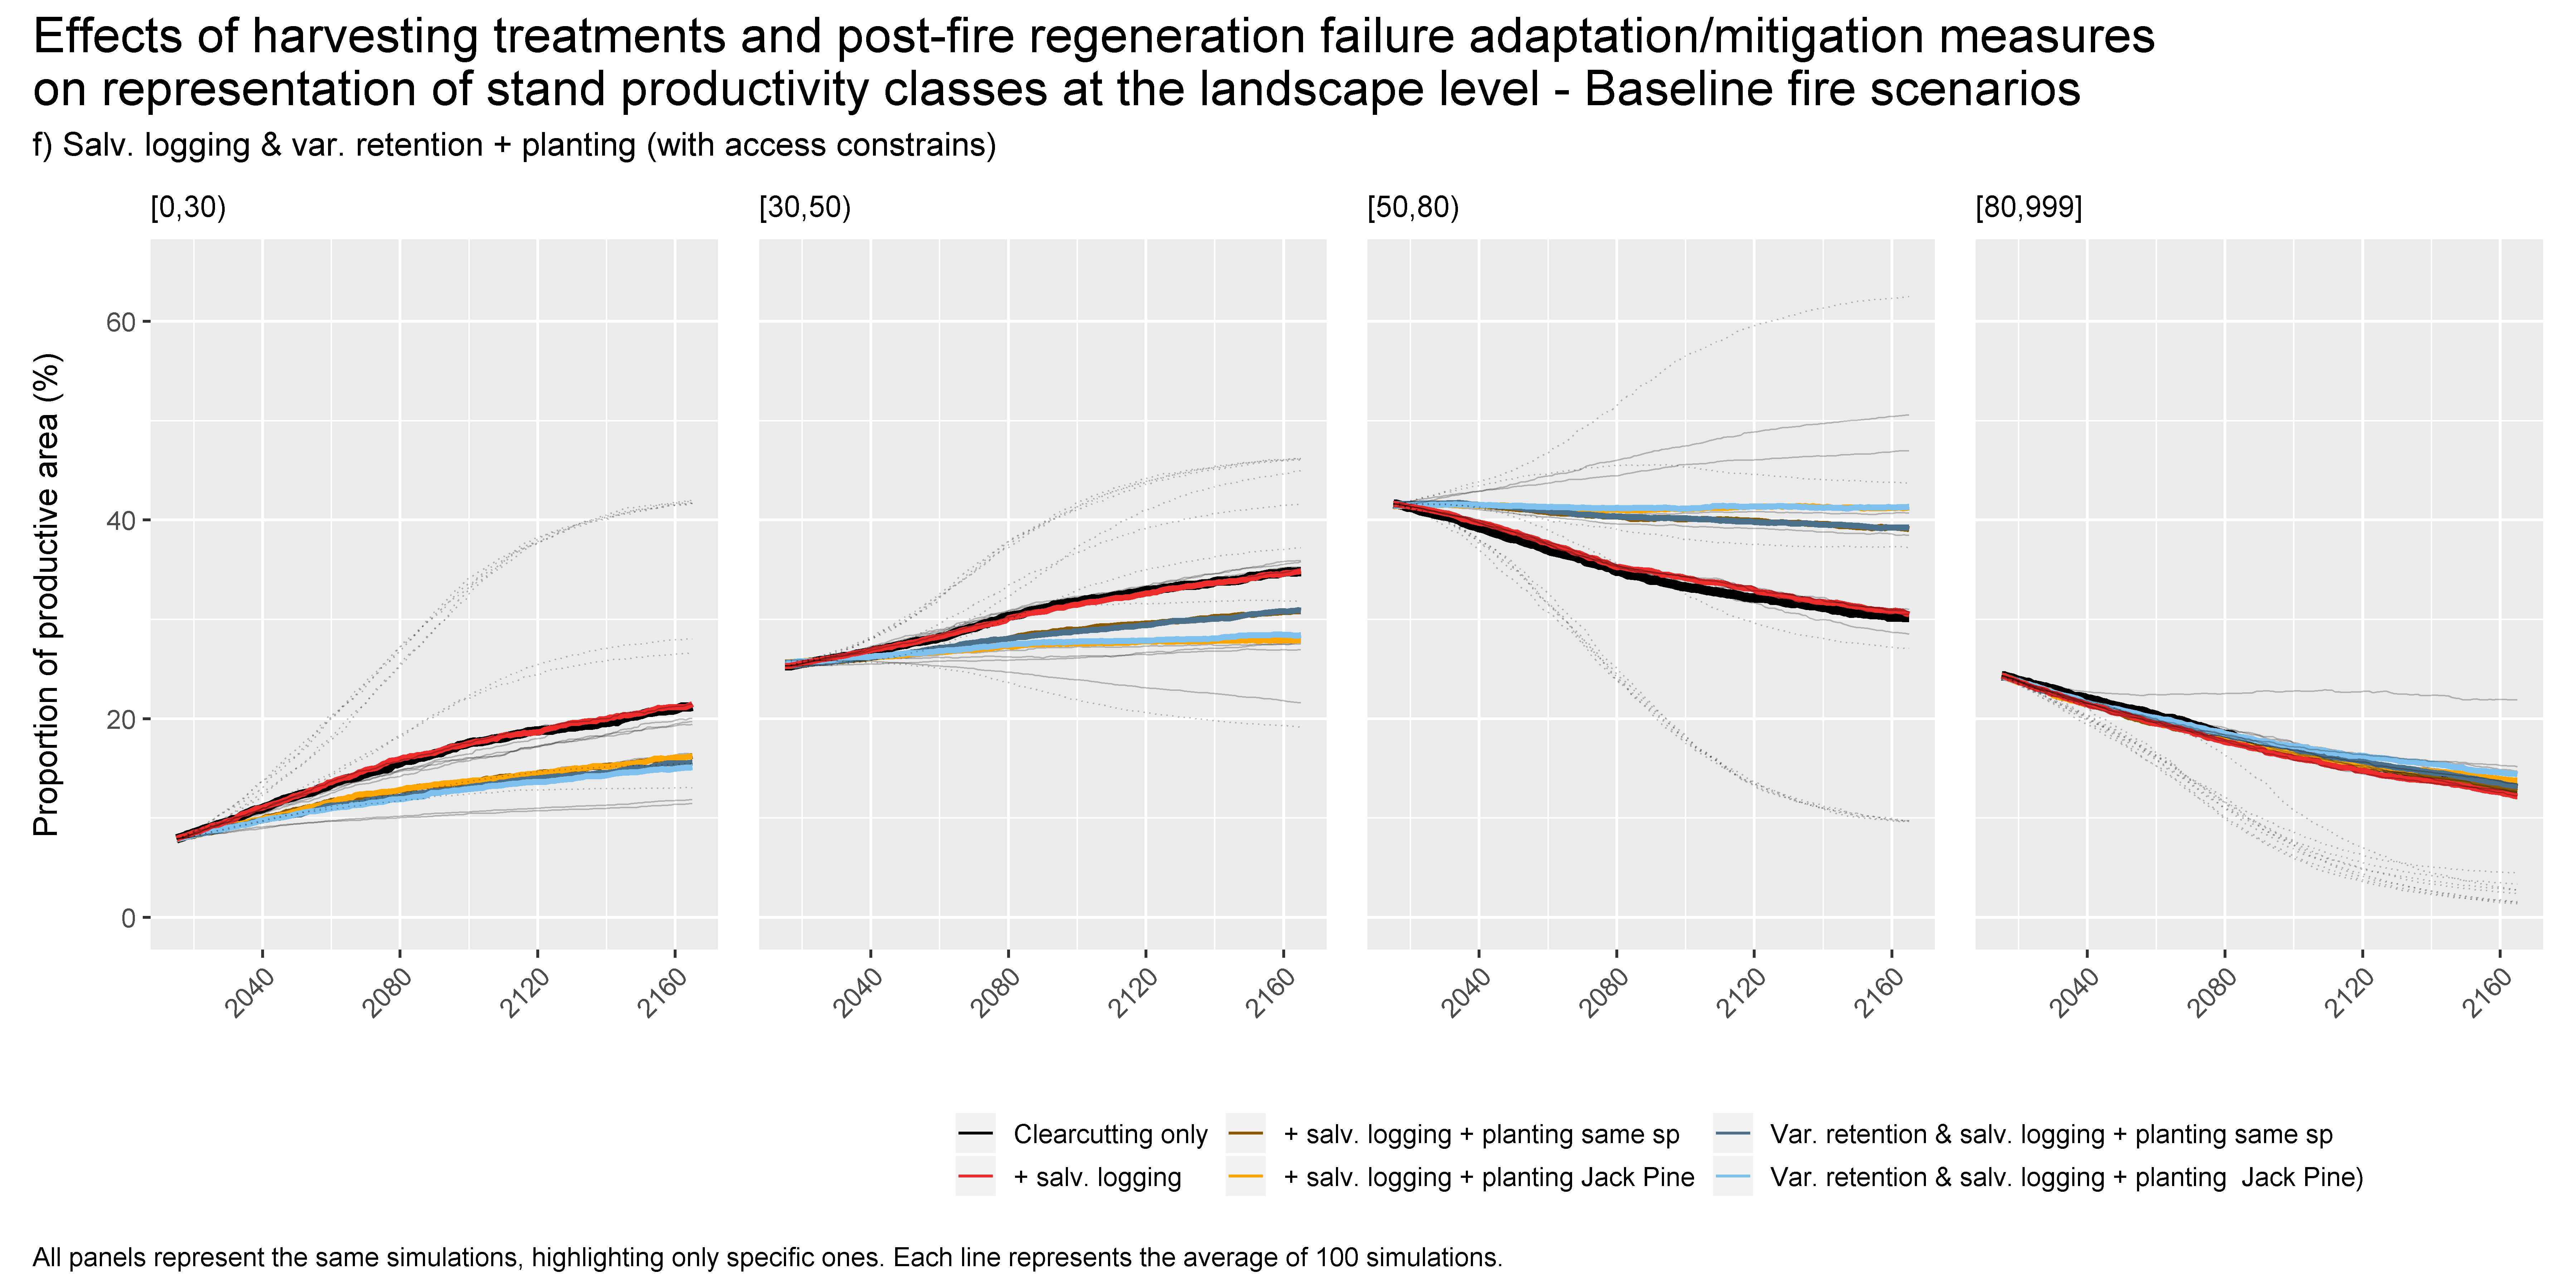 Effects of harvesting treatments and post-fire regeneration failure adaptation/mitigation measures
on representation of stand productivity classes at the landscape level - Baseline fire scenarios
f) Salv. logging & var. retention + planting (with access constrains)
[0,30)
[30,50)
[50,80)
[80,999]
Proportion of productive area (%)
60
40
20
0
2040
2080
2120
2160
2040
2080
2120
2160
2040
2080
2120
2160
2040
2080
2120
2160
Clearcutting only
+ salv. logging
+ salv. logging + planting same sp
+ salv. logging + planting Jack Pine
Var. retention & salv. logging + planting same sp
Var. retention & salv. logging + planting  Jack Pine)
All panels represent the same simulations, highlighting only specific ones. Each line represents the average of 100 simulations.